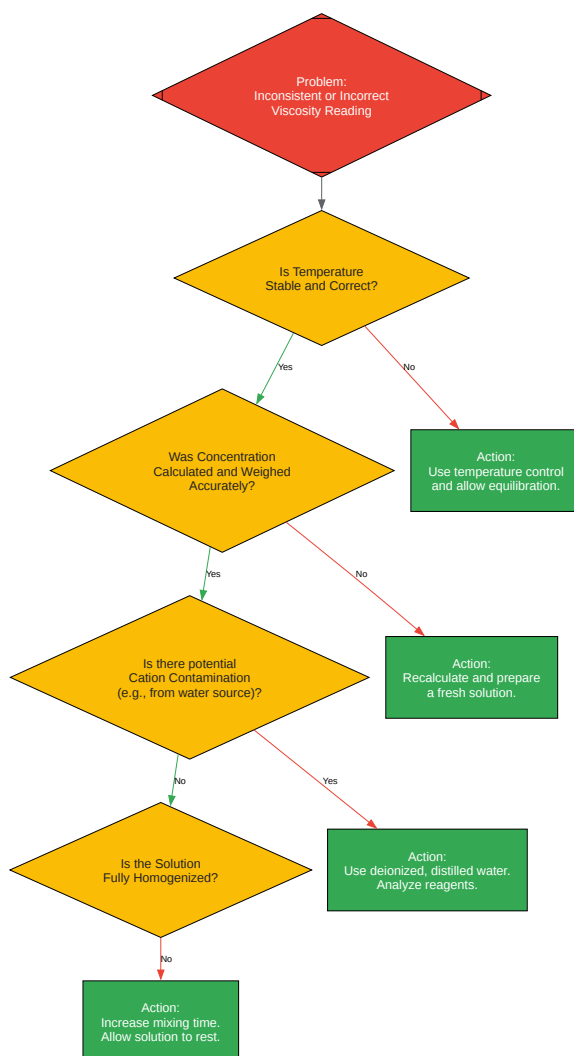 Problem:
Inconsistent or Incorrect
Viscosity Reading
Is Temperature
Stable and Correct?
Yes
No
Was Concentration
Calculated and Weighed
Accurately?
Action:
Use temperature control
and allow equilibration.
Yes
No
Is there potential
Cation Contamination
(e.g., from water source)?
Action:
Recalculate and prepare
a fresh solution.
No
Yes
Is the Solution
Fully Homogenized?
Action:
Use deionized, distilled water.
Analyze reagents.
No
Action:
Increase mixing time.
Allow solution to rest.